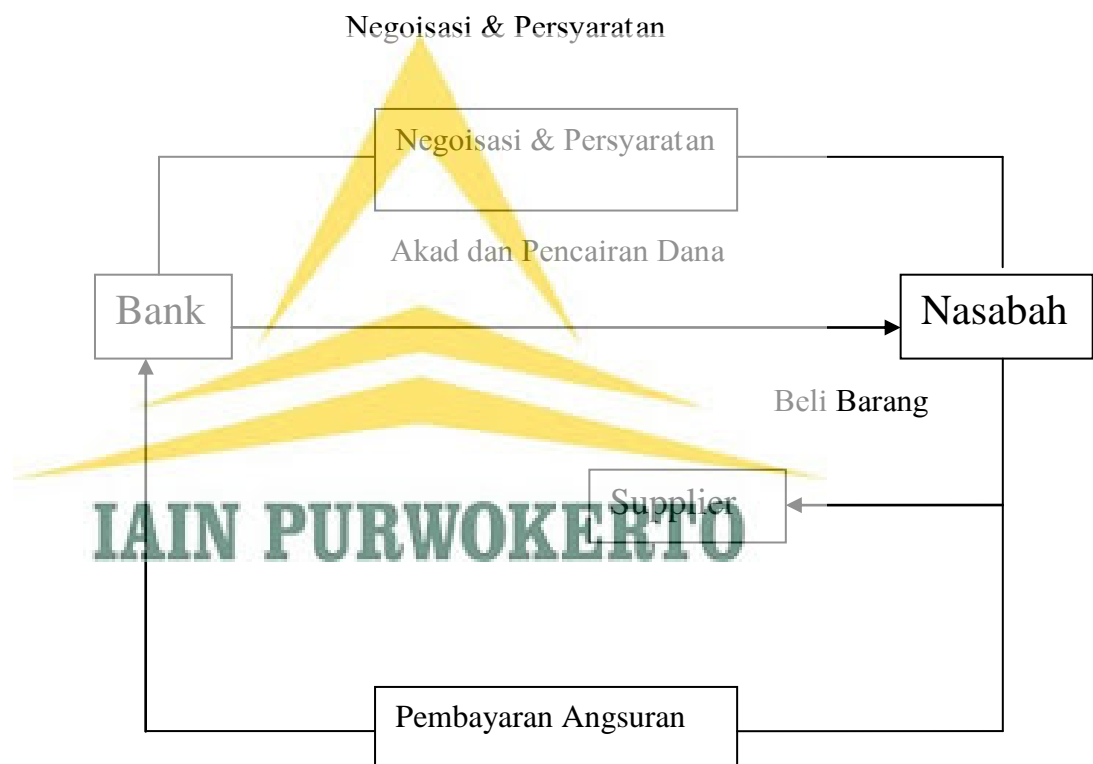 Negoisasi & Persyaratan
Negoisasi & Persyaratan
Akad dan Pencairan Dana
Bank
Nasabah
Beli Barang
Supplier
IAIN PURWOKERTO
Pembayaran Angsuran